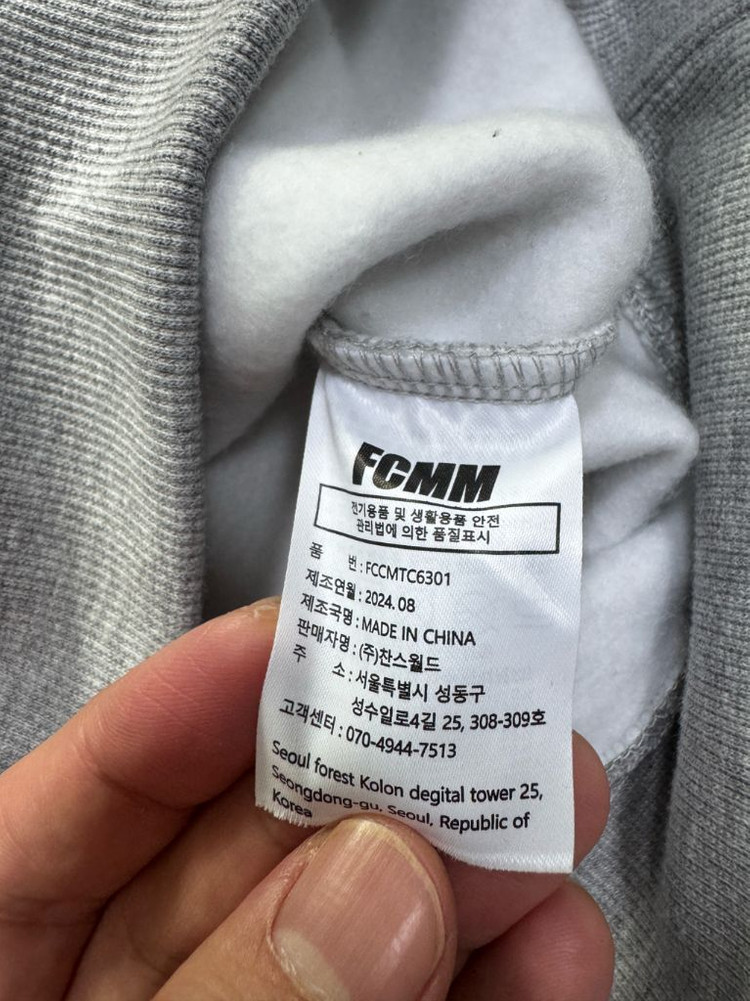 FCMM
전기용품 및 생활용품 안전
관리법에 의한 품질표시
품 번 : FCCMTC6301
제조연월 : 2024. 08
제조국명 : MADE IN CHINA
판매자명 : (주)찬스월드
주 소 : 서울특별시 성동구
성수일로4길 25, 308-309호
고객센터 : 070-4944-7513
Seoul forest Kolon degital tower 25,
Seongdong-gu, Seoul, Republic of
Korea